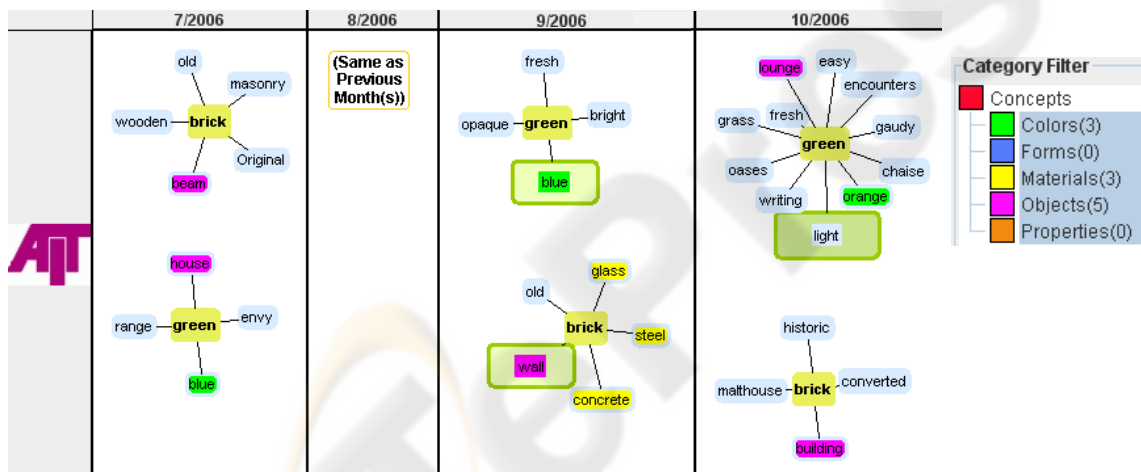 7/2006
8/2006
9/2006
10/2006
old
masonry
wooden
brick
Original
beam
house
range
green
envy
blue
(Same as
Previous
Month(s))
fresh
opaque
green
bright
blue
glass
old
brick
steel
wall
concrete
lounge
easy
encounters
grass
fresh
gaudy
green
oases
chaise
writing
orange
light
historic
malthouse
brick
converted
building
Category Filter
Concepts
Colors(3)
Forms(0)
Materials(3)
Objects(5)
Properties(0)
AIT